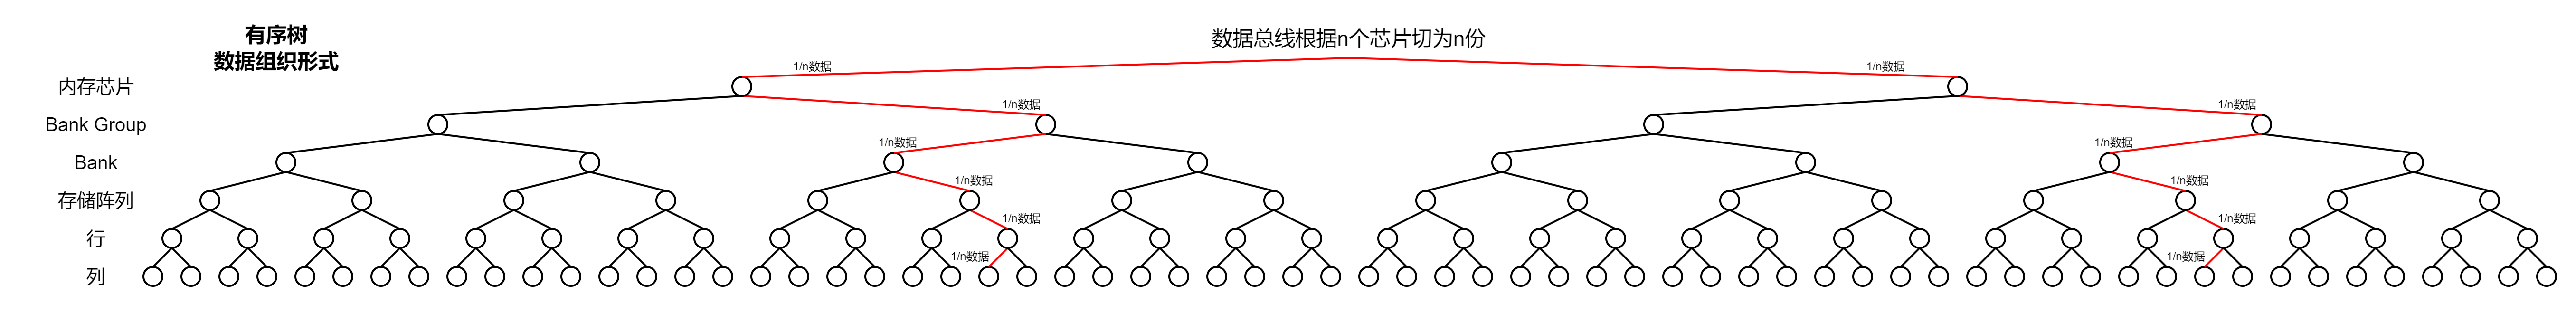 有序树
数据组织形式
数据总线根据n个芯片切为n份
1/n数据
1/n数据
内存芯片
1/n数据
1/n数据
Bank Group
1/n数据
1/n数据
Bank
1/n数据
1/n数据
存储阵列
1/n数据
1/n数据
行
1/n数据
1/n数据
列